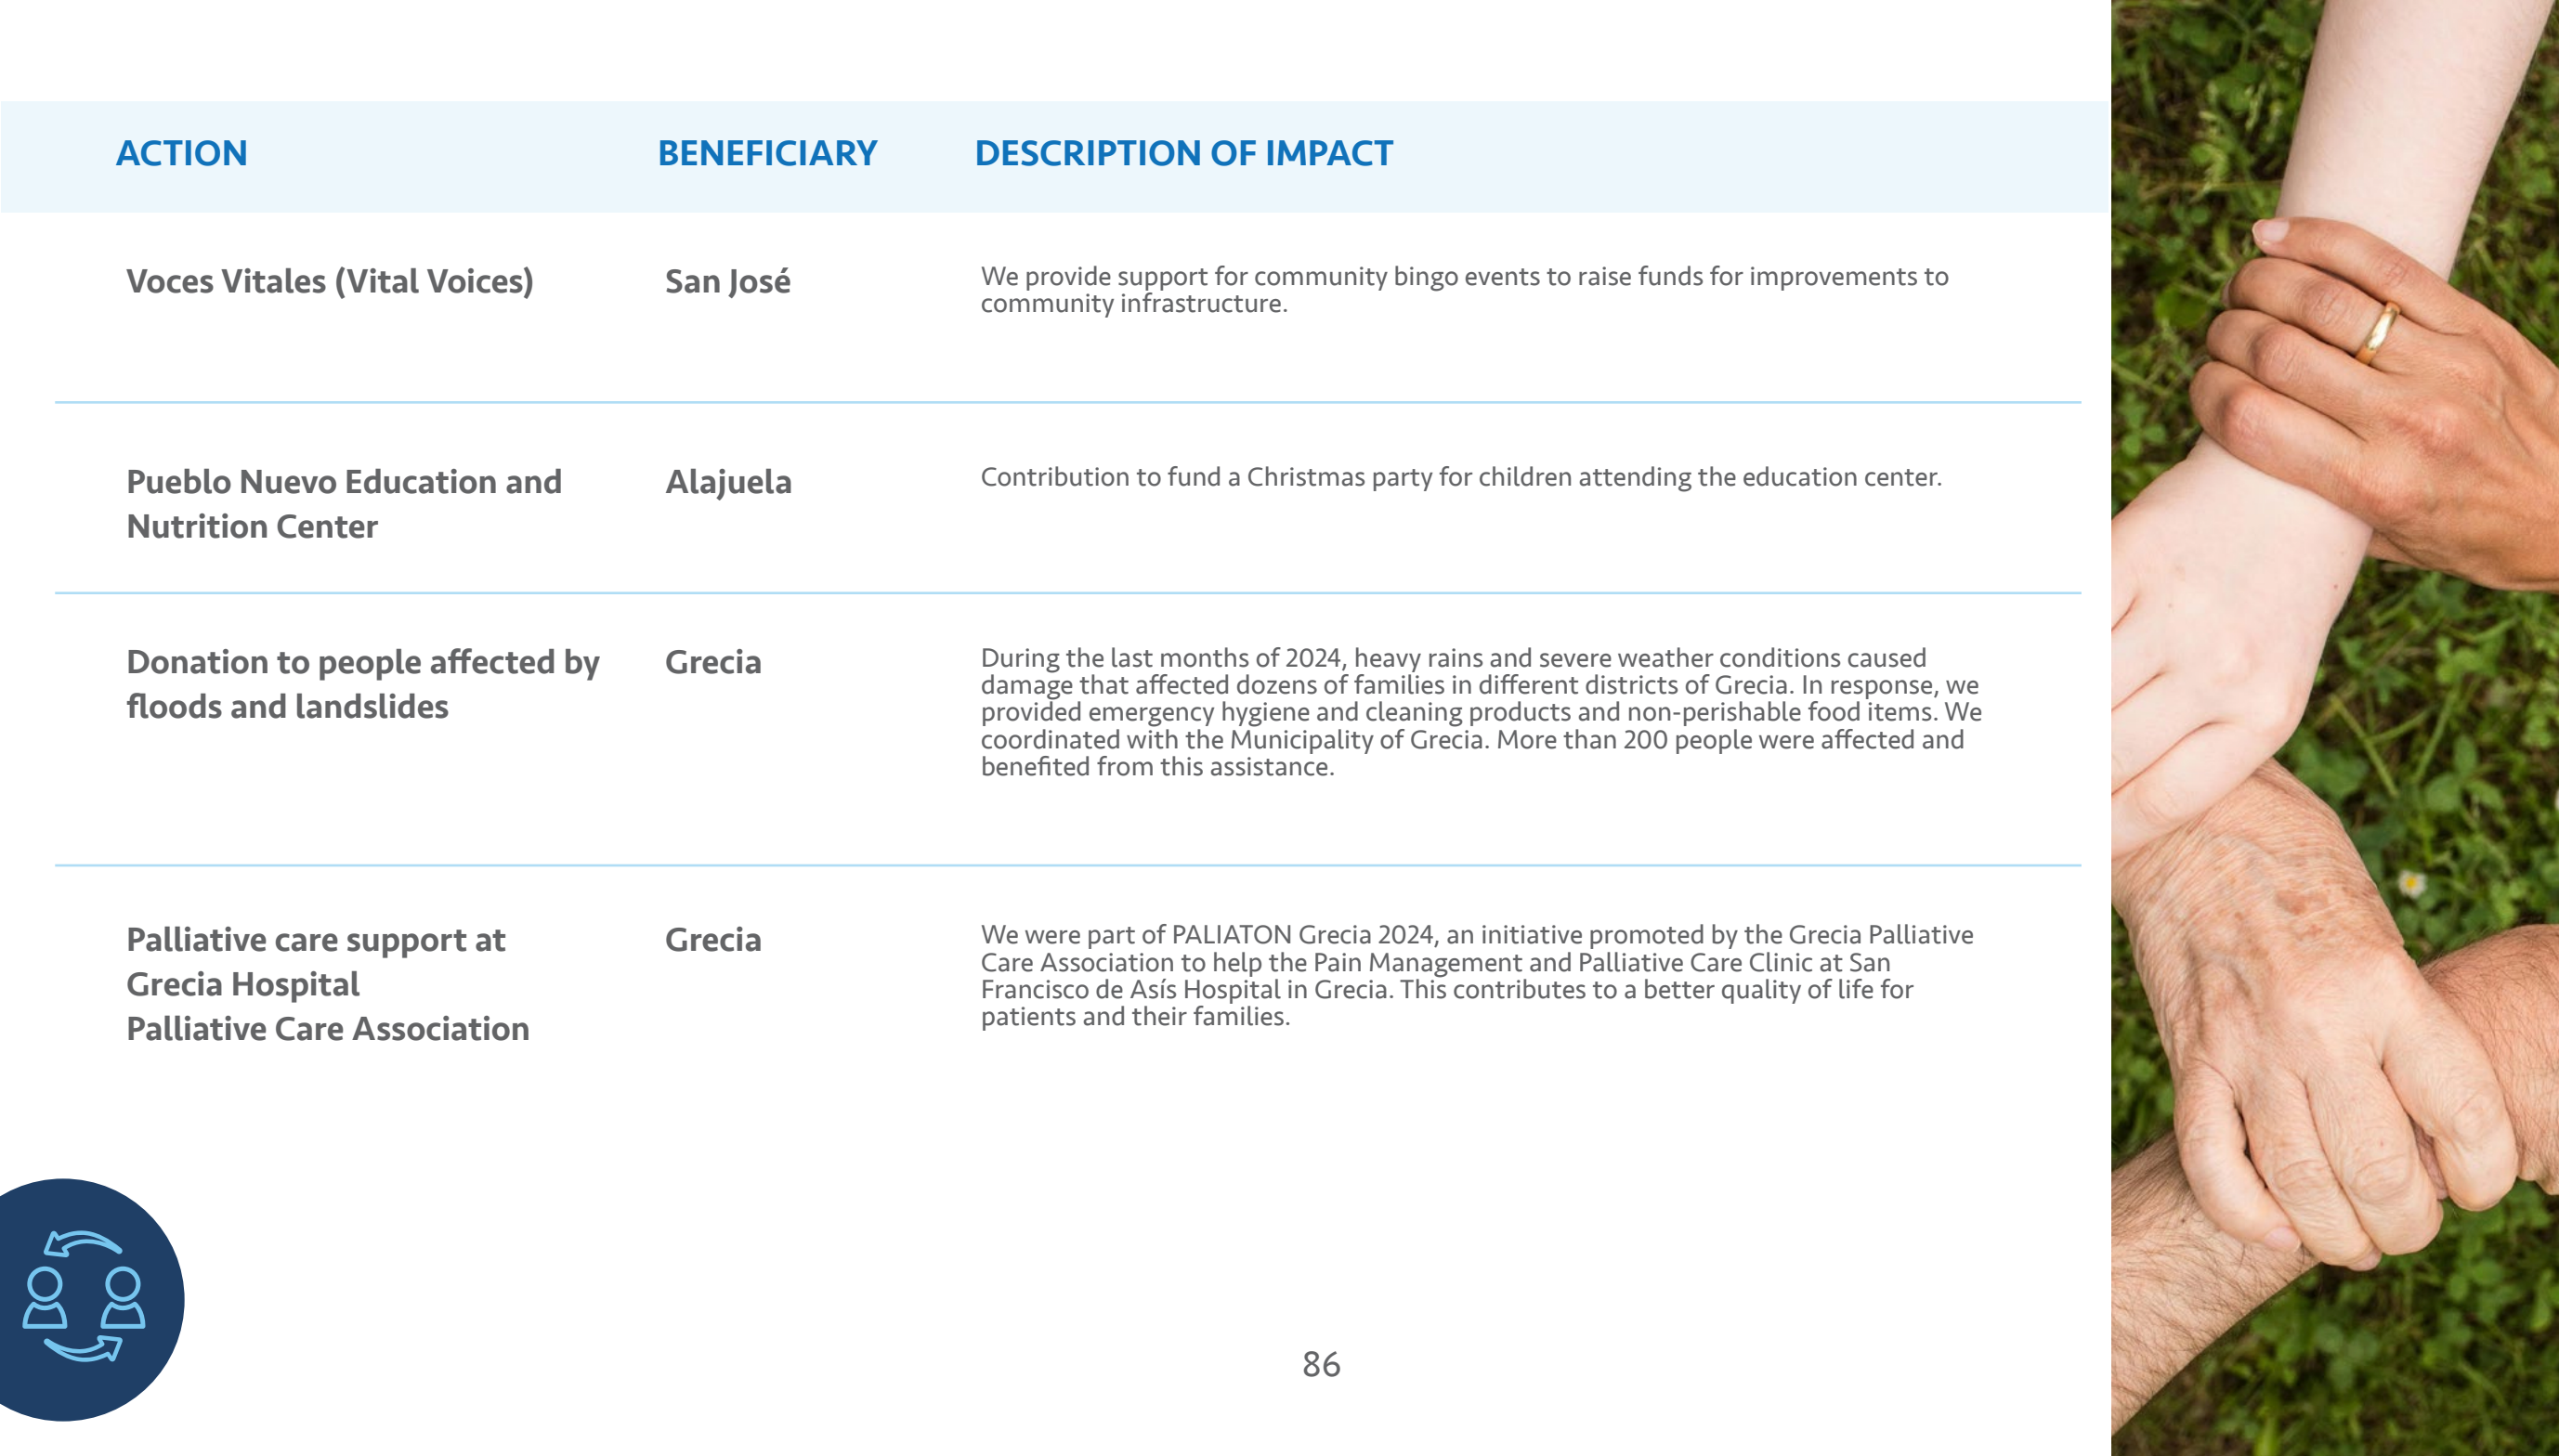 ACTION
BENEFICIARY
DESCRIPTION OF IMPACT
Voces Vitales (Vital Voices)
San José
We provide support for community bingo events to raise funds for improvements to
community infrastructure.
Pueblo Nuevo Education and
Nutrition Center
Alajuela
Contribution to fund a Christmas party for children attending the education center.
Donation to people affected by
floods and landslides
Grecia
During the last months of 2024, heavy rains and severe weather conditions caused
damage that affected dozens of families in different districts of Grecia. In response, we
provided emergency hygiene and cleaning products and non-perishable food items. We
coordinated with the Municipality of Grecia. More than 200 people were affected and
benefited from this assistance.
Palliative care support at
Grecia Hospital
Palliative Care Association
Grecia
We were part of PALIATON Grecia 2024, an initiative promoted by the Grecia Palliative
Care Association to help the Pain Management and Palliative Care Clinic at San
Francisco de Asís Hospital in Grecia. This contributes to a better quality of life for
patients and their families.
86